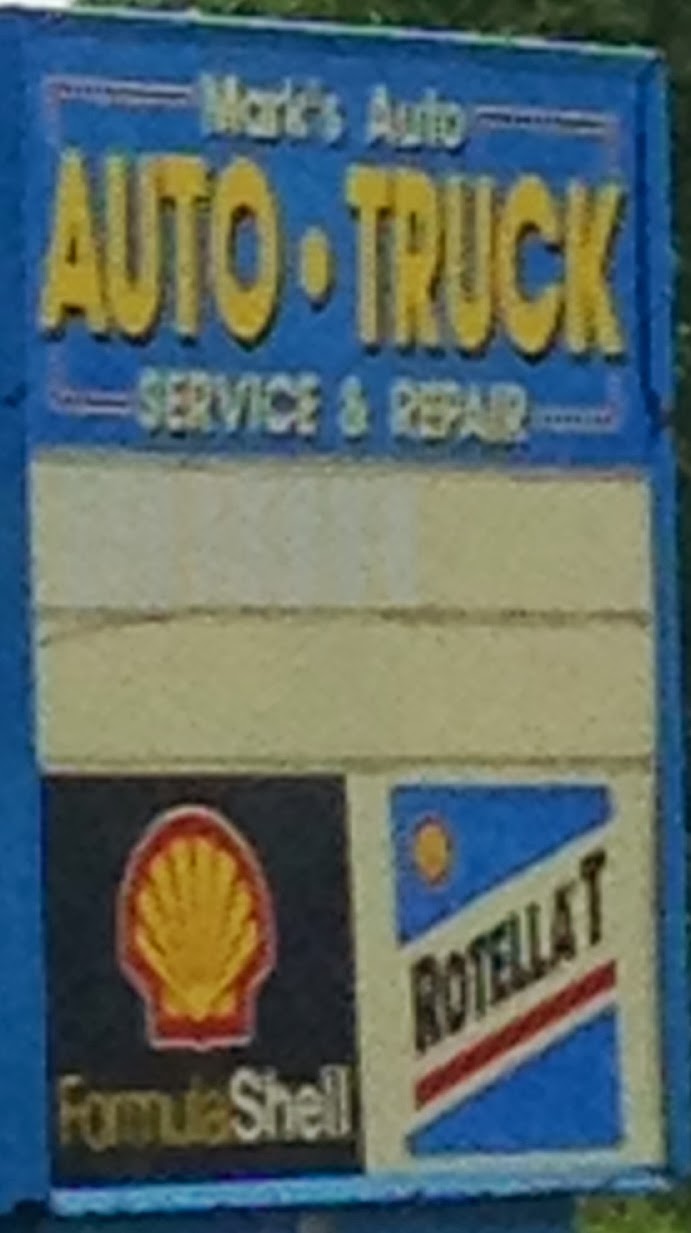 Mark's Auto
AUTO • TRUCK
SERVICE & REPAIR
FormulaShell
ROTELLA T